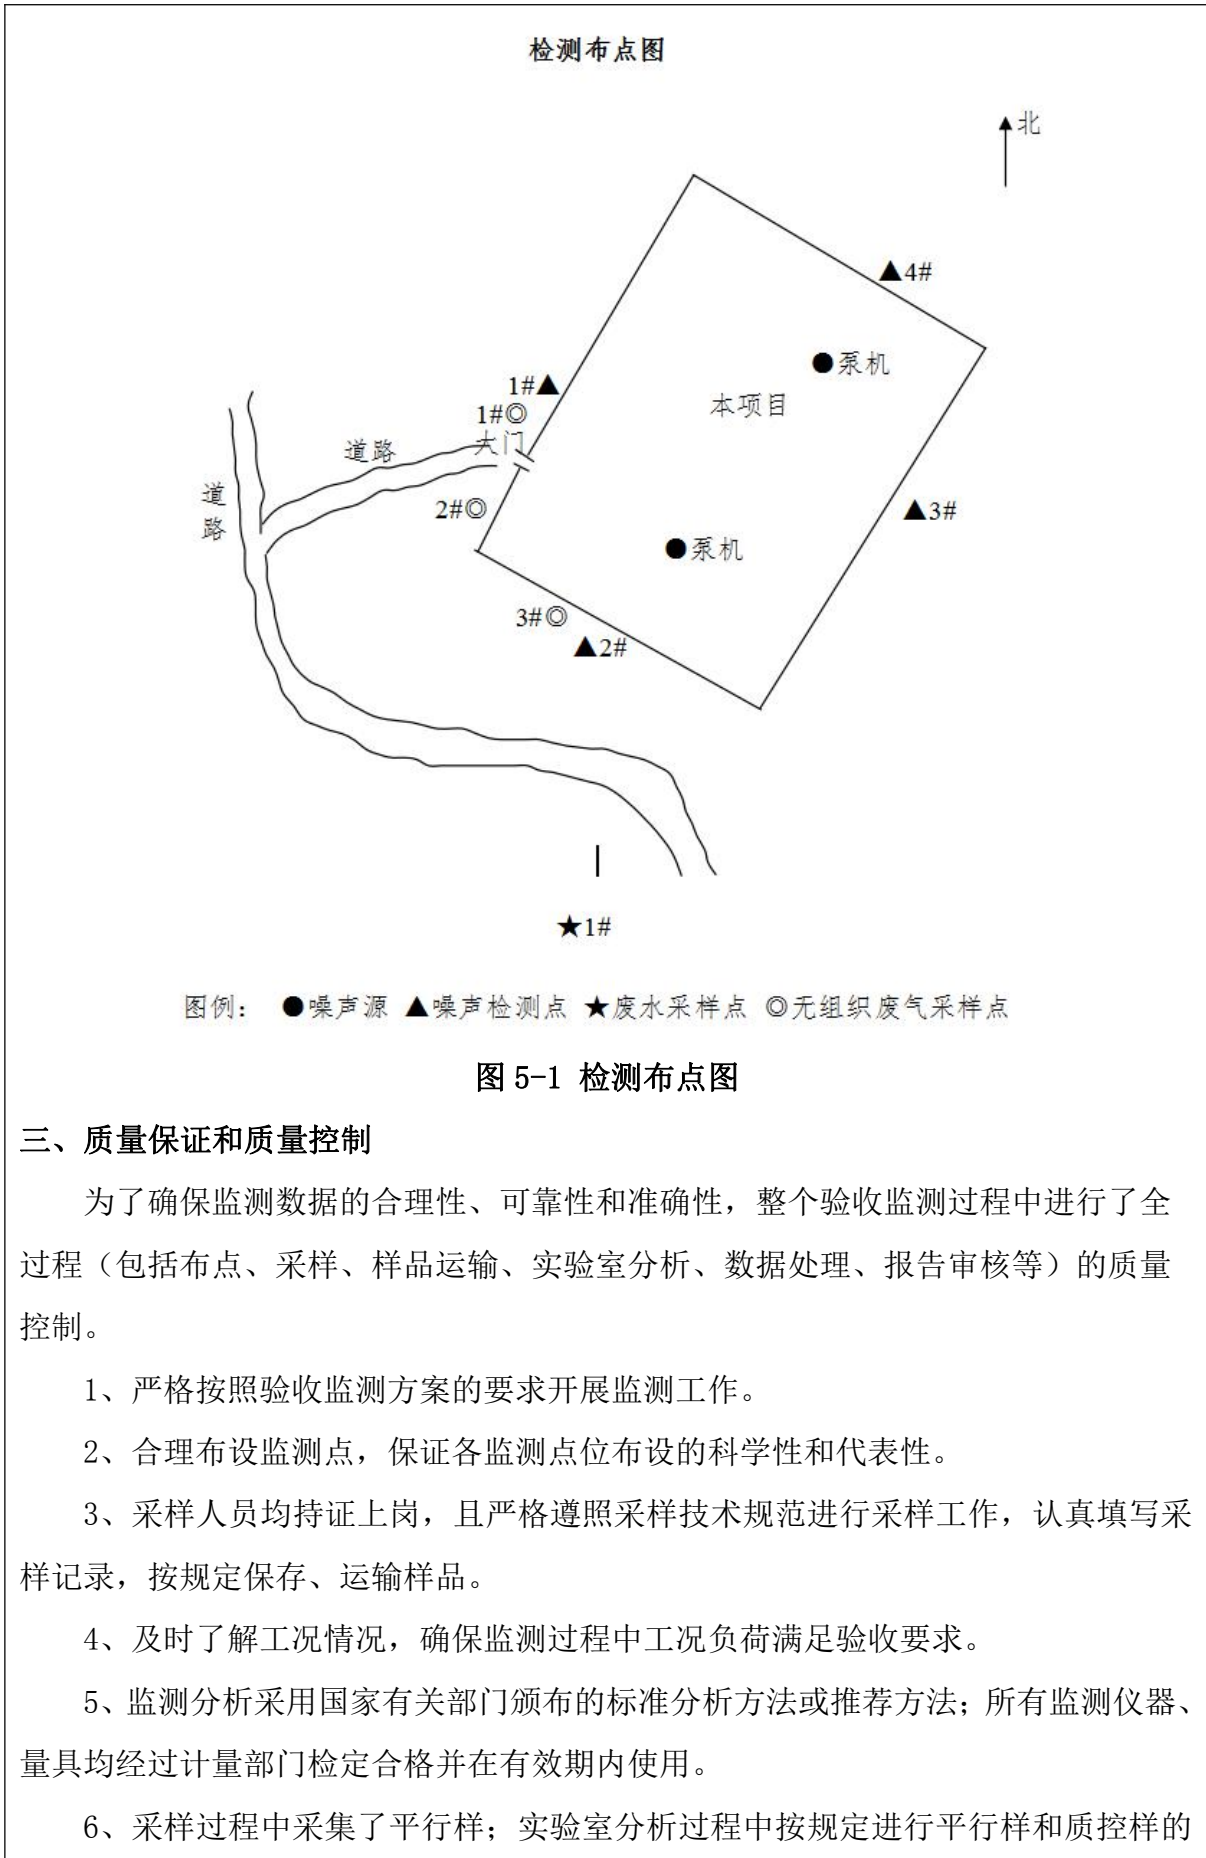 检测布点图
北
▲4#
●泵机
1#▲
本项目
1#◎
大门
道路
道路
2#◎
▲3#
●泵机
3#◎
▲2#
★1#
图例： ●噪声源 ▲噪声检测点 ★废水采样点 ◎无组织废气采样点
图 5-1 检测布点图
三、质量保证和质量控制
为了确保监测数据的合理性、可靠性和准确性，整个验收监测过程中进行了全
过程（包括布点、采样、样品运输、实验室分析、数据处理、报告审核等）的质量
控制。
1、严格按照验收监测方案的要求开展监测工作。
2、合理布设监测点，保证各监测点位布设的科学性和代表性。
3、采样人员均持证上岗，且严格遵照采样技术规范进行采样工作，认真填写采
样记录，按规定保存、运输样品。
4、及时了解工况情况，确保监测过程中工况负荷满足验收要求。
5、监测分析采用国家有关部门颁布的标准分析方法或推荐方法；所有监测仪器、
量具均经过计量部门检定合格并在有效期内使用。
6、采样过程中采集了平行样；实验室分析过程中按规定进行平行样和质控样的